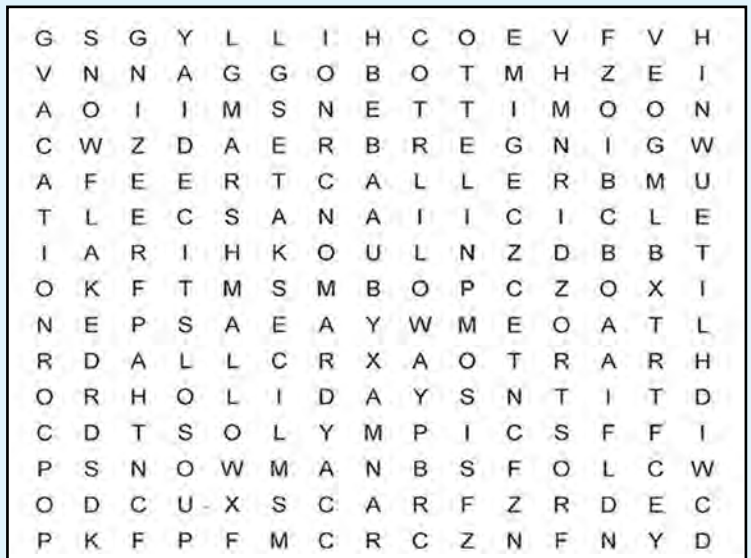 G S G Y L L I H C O E V F V H
V N N A G G O B O T M H Z E I
A O I I M S N E T T I M O O N
C W Z D A E R B R E G N I G W
A F E E R T C A L L E R B M U
T L E C S A N A I I C I C L E
I A R I H K O U L N Z D B B T
O K F T M S M B O P C Z O X I
N E P S A E A Y W M E O A T L
R D A L L C R X A O T R A R H
O R H O L I D A Y S N T I T D
C D T S O L Y M P I C S F F I
P S N O W M A N B S F O L C W
O D C U X S C A R F Z R D E C
P K F P F M C R C Z N F N Y D